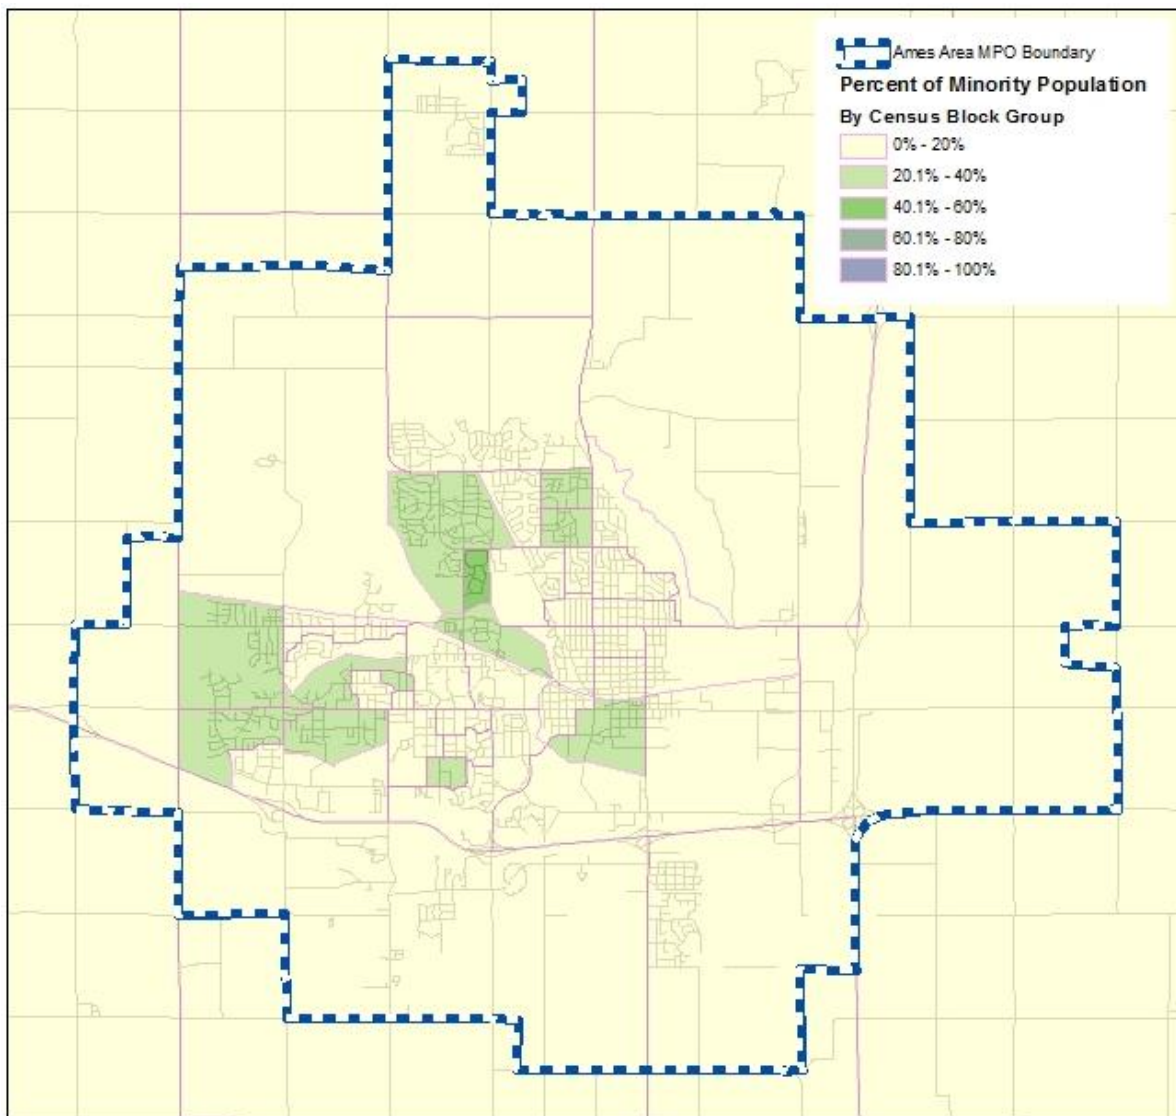 Ames Area MPO Boundary
Percent of Minority Population
By Census Block Group
0% - 20%
20.1% - 40%
40.1% - 60%
60.1% - 80%
80.1% - 100%